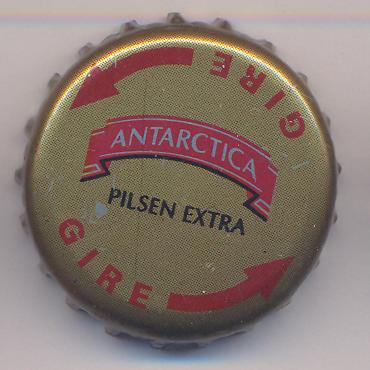 GIRE
ANTARCTICA
PILSEN EXTRA
GIRE